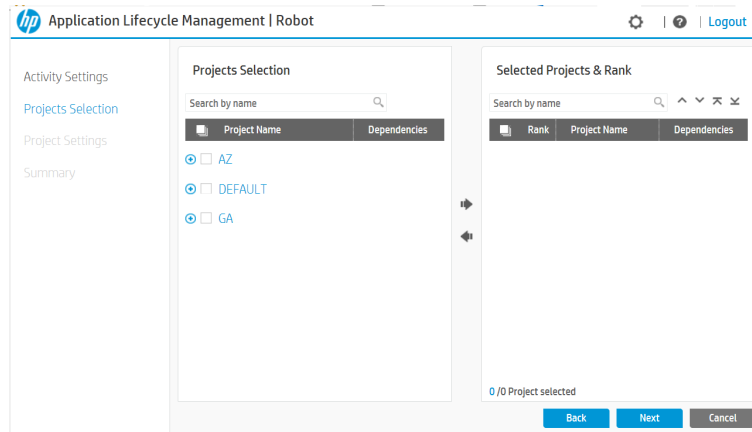 hp Application Lifecycle Management | Robot | ? | Logout
Activity Settings
Projects Selection
Project Settings
Summary
Projects Selection
Search by name
Project Name Dependencies
AZ
DEFAULT
GA
Selected Projects & Rank
Search by name
Rank Project Name Dependencies
0 /0 Project selected
Back Next Cancel